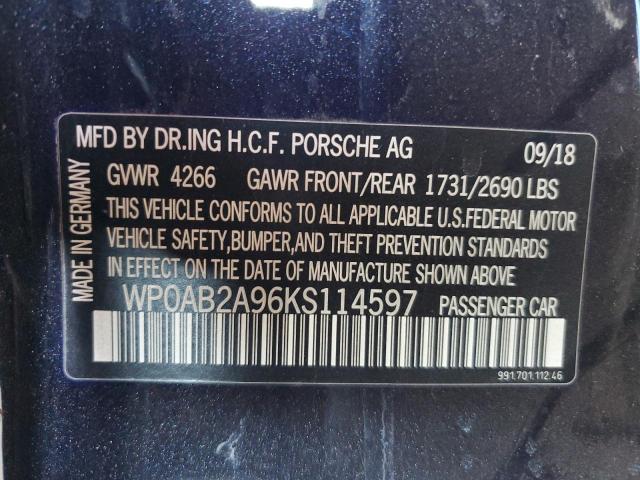 MFD BY DR.ING H.C.F. PORSCHE AG 09/18
GVWR 4266 GAWR FRONT/REAR 1731/2690 LBS
THIS VEHICLE CONFORMS TO ALL APPLICABLE U.S.FEDERAL MOTOR
VEHICLE SAFETY,BUMPER,AND THEFT PREVENTION STANDARDS
IN EFFECT ON THE DATE OF MANUFACTURE SHOWN ABOVE
WP0AB2A96KS114597 PASSENGER CAR
991.701.112.46
MADE IN GERMANY